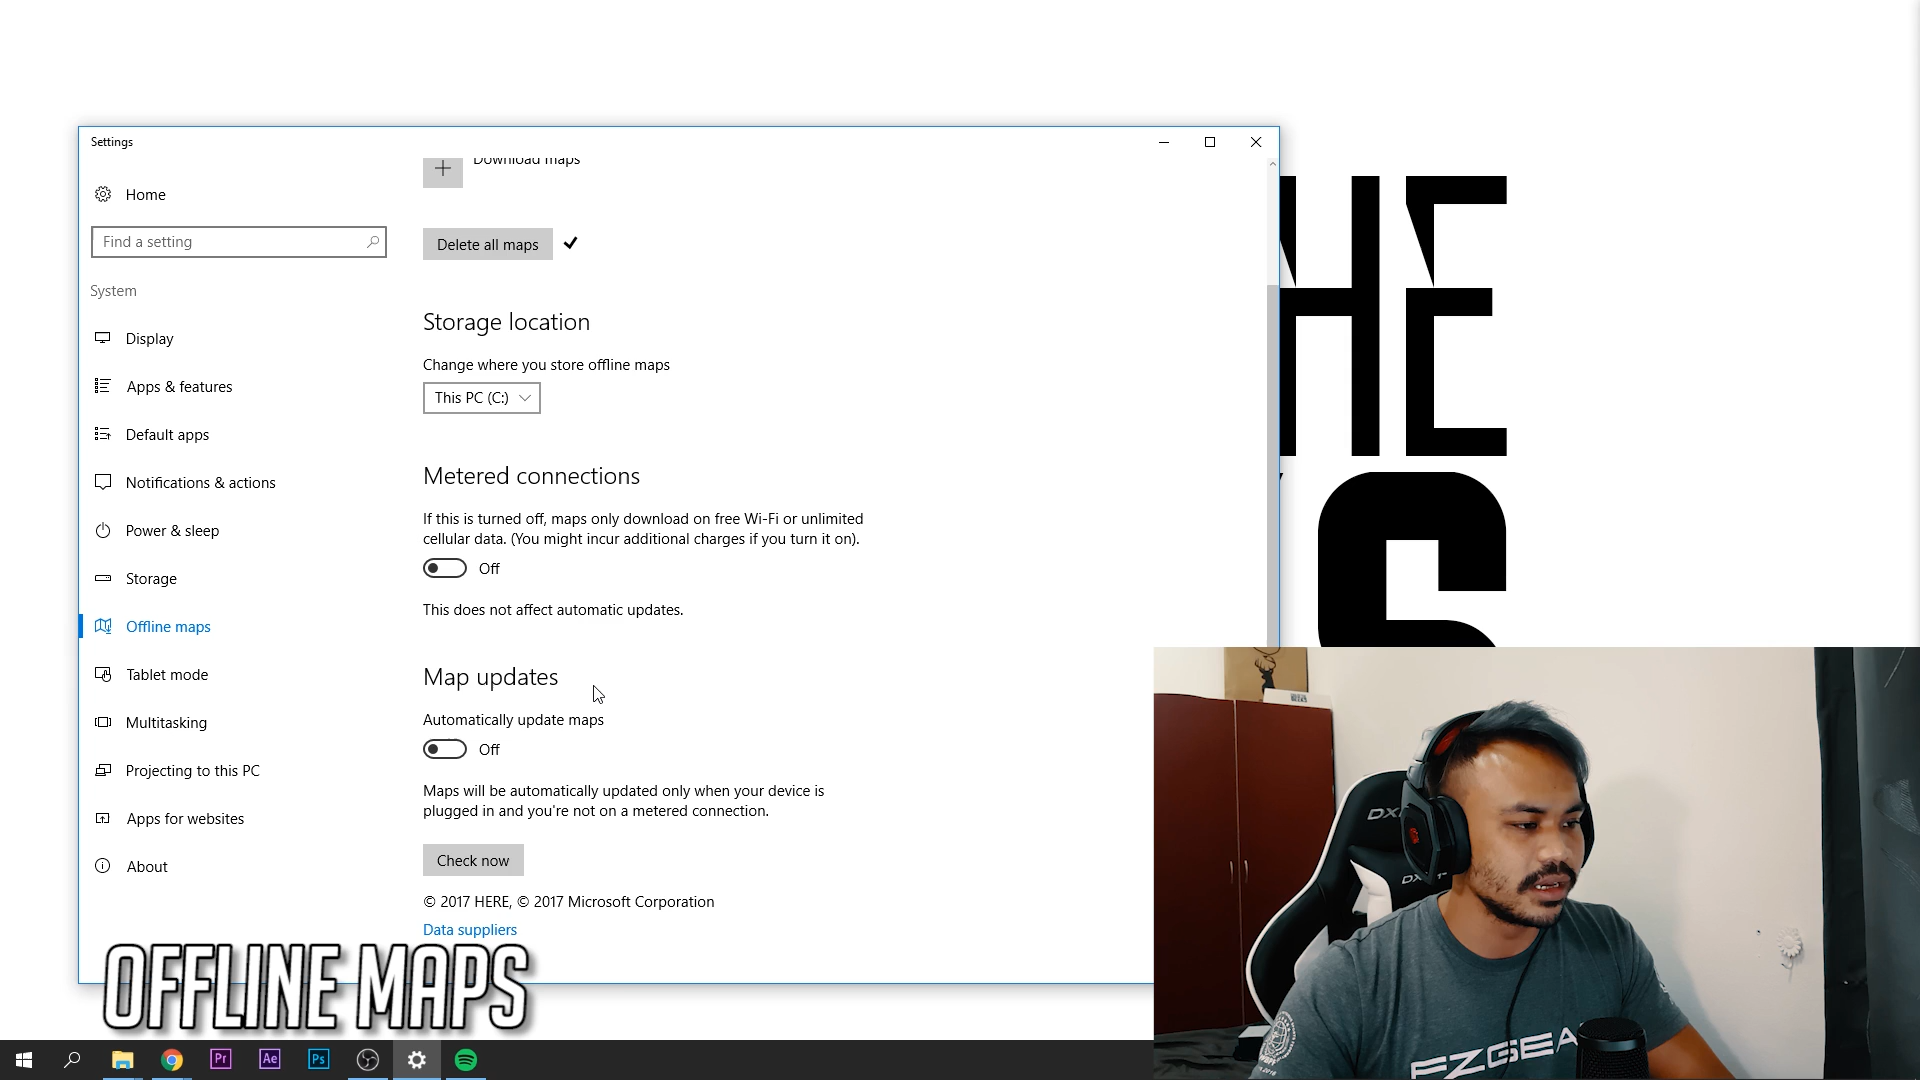 Settings
Download maps
Home
Find a setting
Delete all maps
System
Storage location
Display
Change where you store offline maps
Apps & features
This PC (C:)
Default apps
Metered connections
Notifications & actions
If this is turned off, maps only download on free Wi-Fi or unlimited
cellular data. (You might incur additional charges if you turn it on).
Power & sleep
Off
Storage
This does not affect automatic updates.
Offline maps
Map updates
Tablet mode
Automatically update maps
Multitasking
Off
Projecting to this PC
Maps will be automatically updated only when your device is
plugged in and you're not on a metered connection.
Apps for websites
Check now
About
© 2017 HERE, © 2017 Microsoft Corporation
Data suppliers
OFFLINE MAPS
Pr
Ae
Ps
HE
S
FZGEA